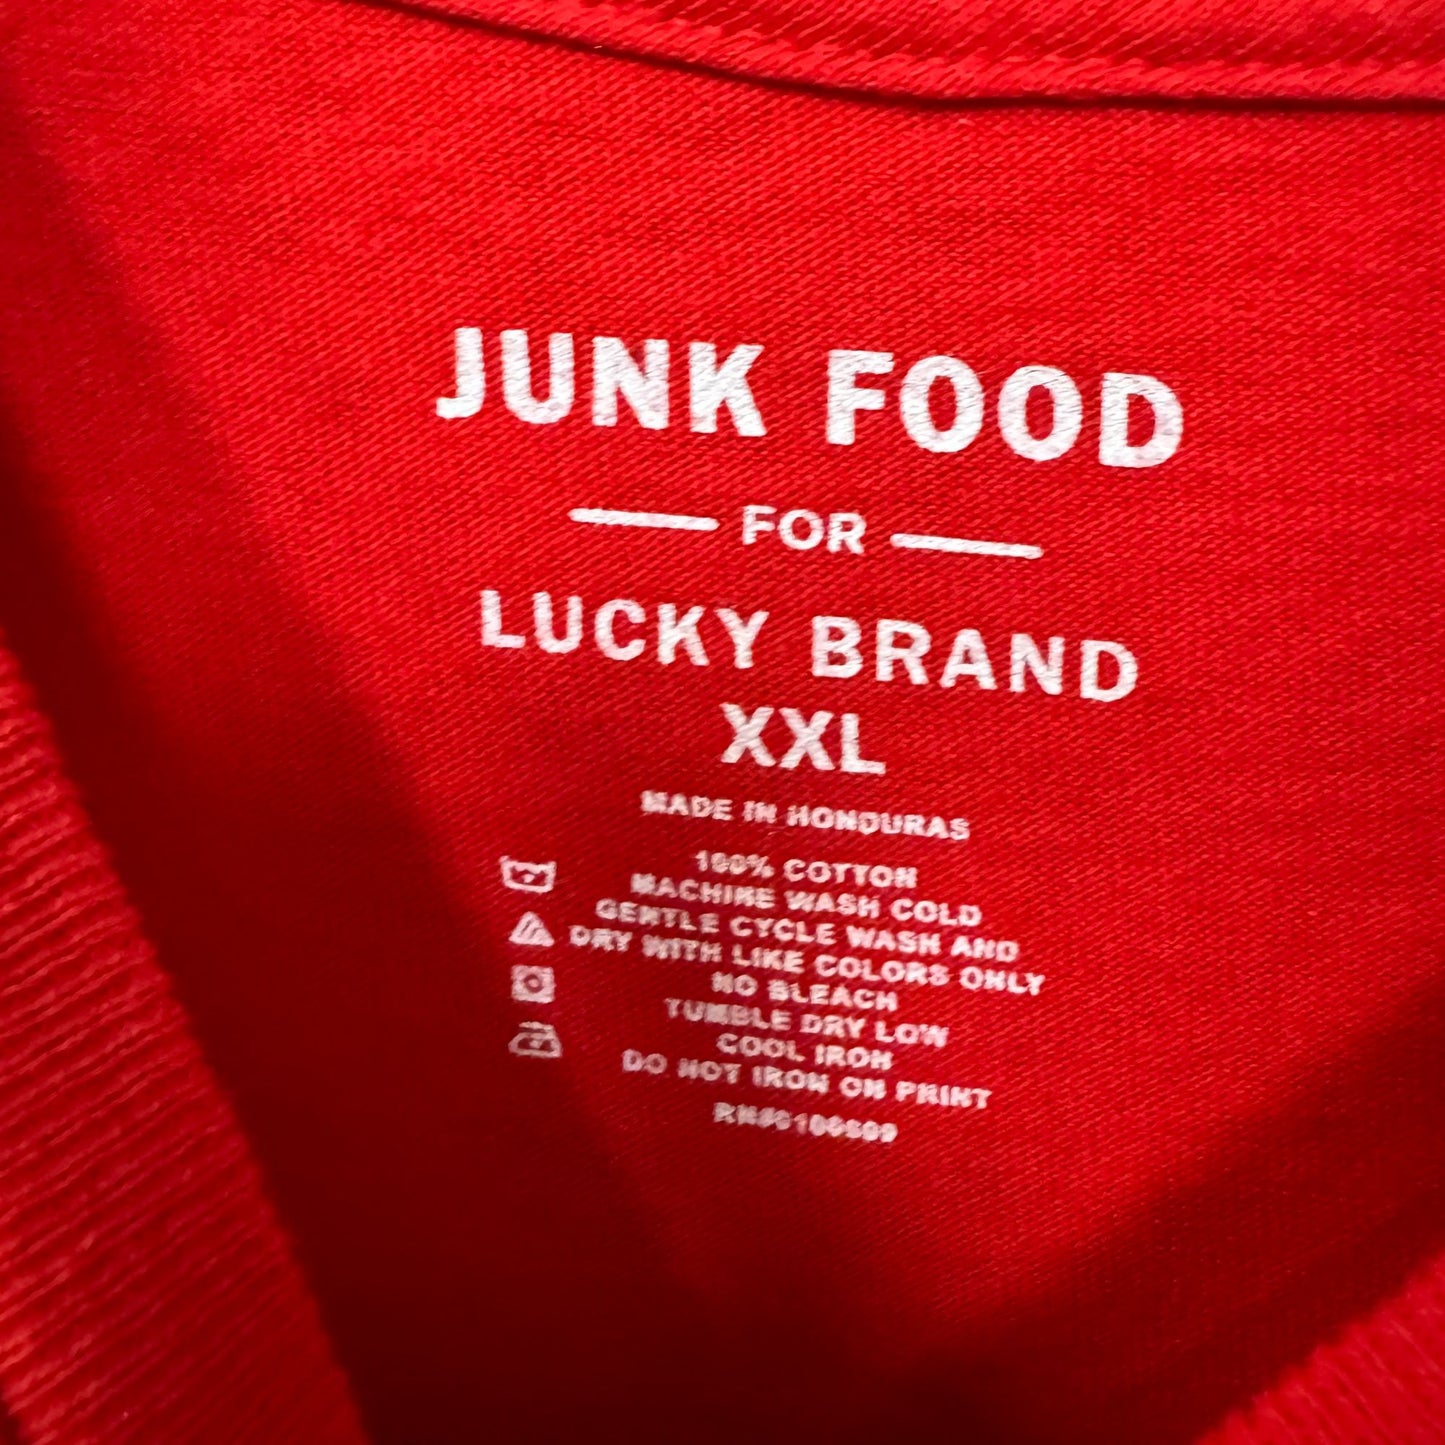 JUNK FOOD
FOR
LUCKY BRAND
XXL
MADE IN HONDURAS
100% COTTON
MACHINE WASH COLD
GENTLE CYCLE WASH AND
DRY WITH LIKE COLORS ONLY
NO BLEACH
TUMBLE DRY LOW
COOL IRON
DO NOT IRON ON PRINT